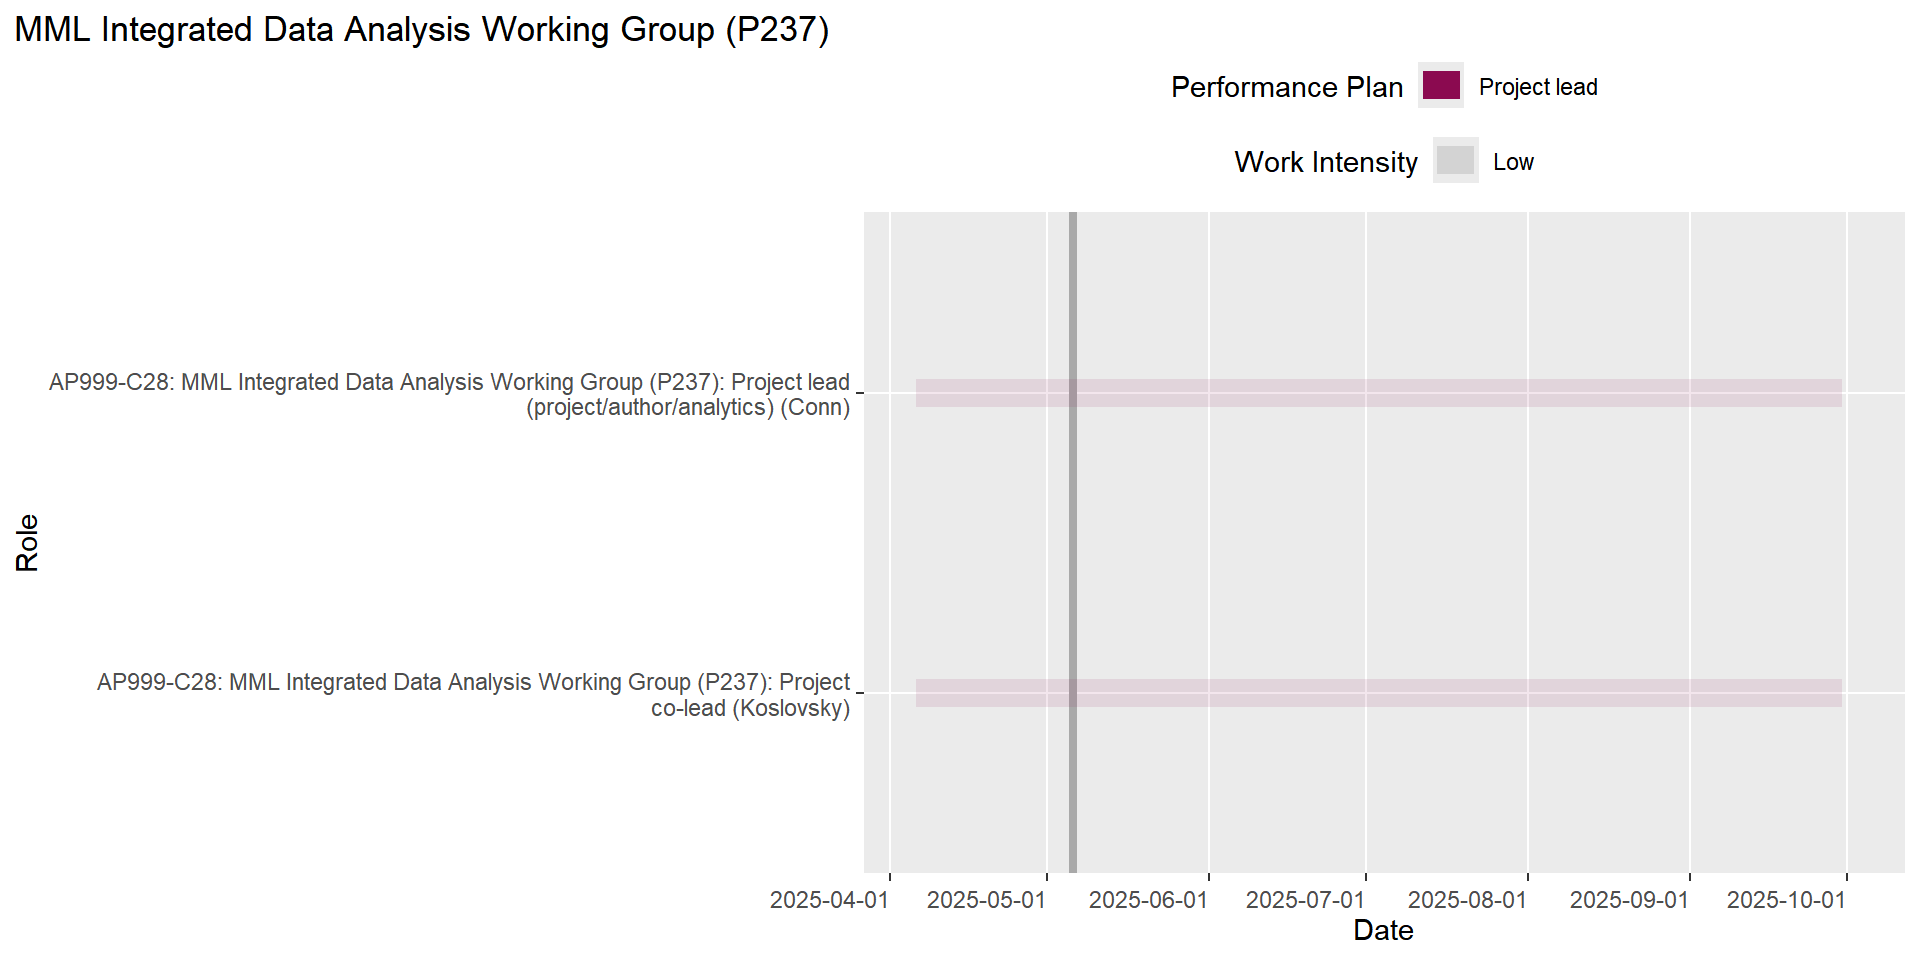 MML Integrated Data Analysis Working Group (P237)
Performance Plan Project lead
Work Intensity Low
AP999-C28: MML Integrated Data Analysis Working Group (P237): Project lead
(project/author/analytics) (Conn)
Role
AP999-C28: MML Integrated Data Analysis Working Group (P237): Project
co-lead (Koslovsky)
2025-04-01 2025-05-01 2025-06-01 2025-07-01 2025-08-01 2025-09-01 2025-10-01
Date